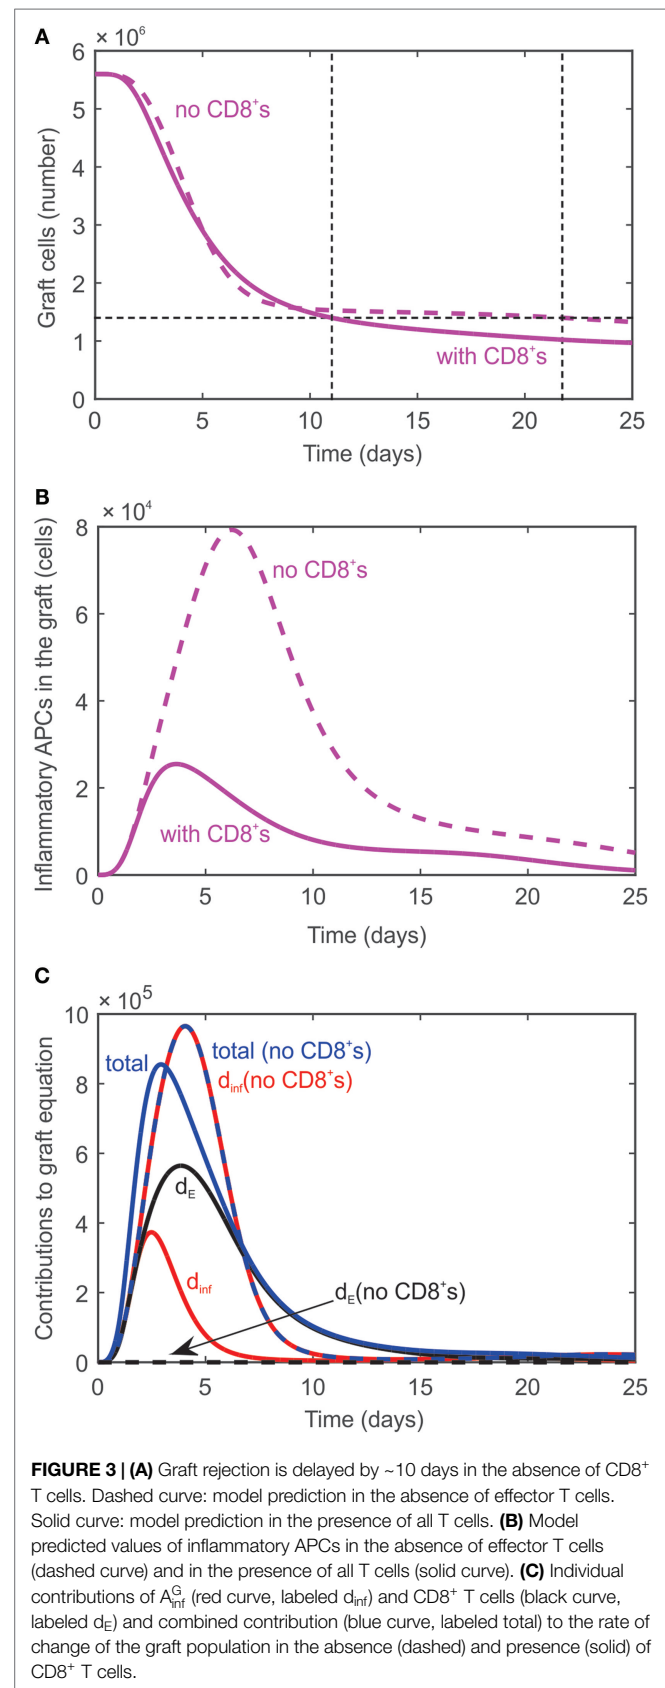 A
× 10⁶
6
5
4
3
2
1
0
Graft cells (number)
no CD8⁺s
with CD8⁺s
0 5 10 15 20 25
Time (days)
B
× 10⁴
8
6
4
2
0
Inflammatory APCs in the graft (cells)
no CD8⁺s
with CD8⁺s
0 5 10 15 20 25
Time (days)
C
× 10⁵
10
8
6
4
2
0
Contributions to graft equation
total
total (no CD8⁺s)
d_inf(no CD8⁺s)
d_E
d_inf
d_E(no CD8⁺s)
0 5 10 15 20 25
Time (days)
FIGURE 3 | (A) Graft rejection is delayed by ~10 days in the absence of CD8⁺
T cells. Dashed curve: model prediction in the absence of effector T cells.
Solid curve: model prediction in the presence of all T cells. (B) Model
predicted values of inflammatory APCs in the absence of effector T cells
(dashed curve) and in the presence of all T cells (solid curve). (C) Individual
contributions of A^G_inf (red curve, labeled d_inf) and CD8⁺ T cells (black curve,
labeled d_E) and combined contribution (blue curve, labeled total) to the rate of
change of the graft population in the absence (dashed) and presence (solid) of
CD8⁺ T cells.